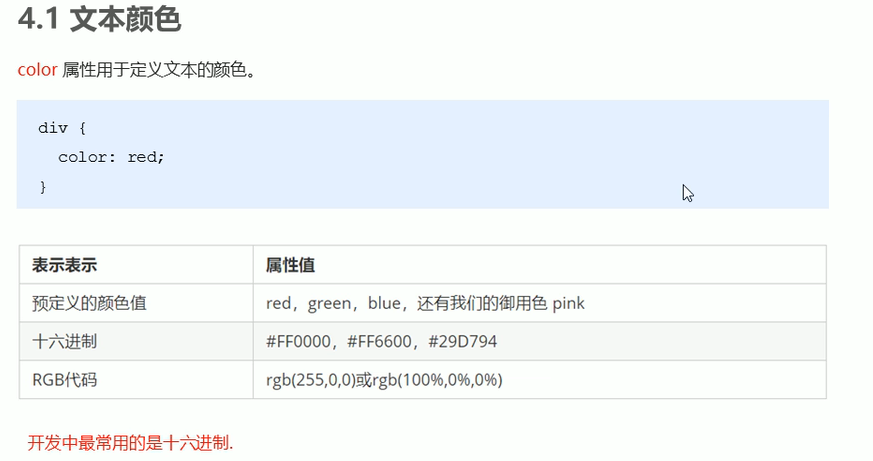 4.1 文本颜色
color 属性用于定义文本的颜色。
div {
color: red;
}
表示表示 属性值
预定义的颜色值 red，green，blue，还有我们的御用色 pink
十六进制 #FF0000，#FF6600，#29D794
RGB代码 rgb(255,0,0)或rgb(100%,0%,0%)
开发中最常用的是十六进制.